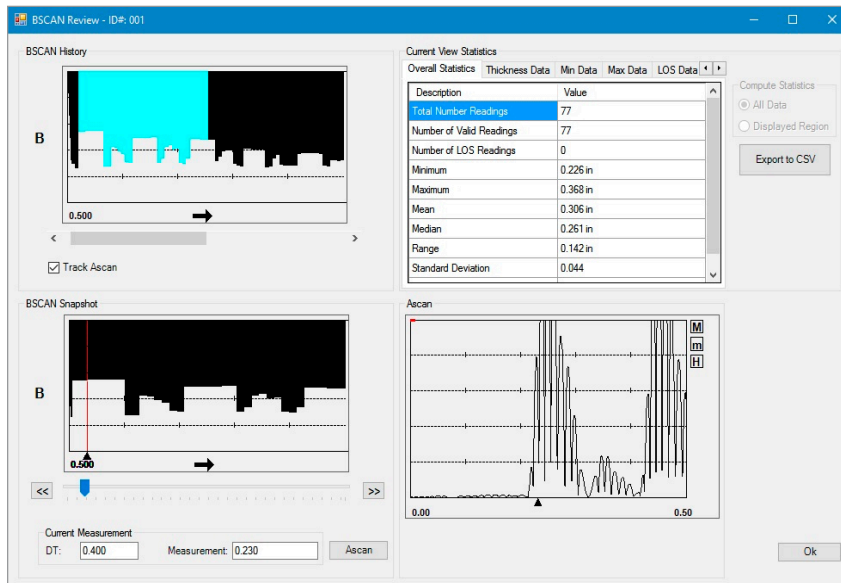 BSCAN Review - ID#: 001
BSCAN History
B
0.500
Track Ascan
Current View Statistics
Overall Statistics Thickness Data Min Data Max Data LOS Data
Description Value
Total Number Readings 77
Number of Valid Readings 77
Number of LOS Readings 0
Minimum 0.226 in
Maximum 0.368 in
Mean 0.306 in
Median 0.261 in
Range 0.142 in
Standard Deviation 0.044
Compute Statistics
All Data
Displayed Region
Export to CSV
BSCAN Snapshot
B
0.500
<< >>
Current Measurement
DT: 0.400 Measurement: 0.230 Ascan
Ascan
M
m
H
0.00 0.50
Ok